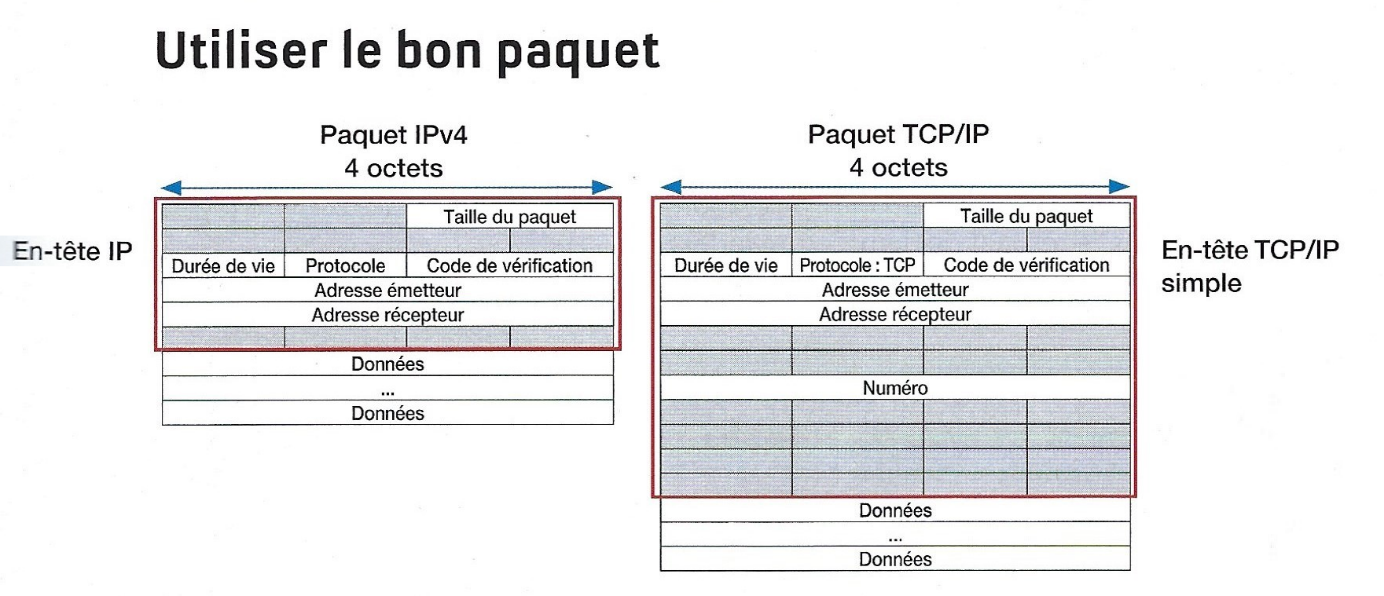 Utiliser le bon paquet
Paquet IPv4
4 octets
En-tête IP
Taille du paquet
Durée de vie
Protocole
Code de vérification
Adresse émetteur
Adresse récepteur
Données
...
Données
Paquet TCP/IP
4 octets
En-tête TCP/IP
simple
Taille du paquet
Durée de vie
Protocole : TCP
Code de vérification
Adresse émetteur
Adresse récepteur
Numéro
Données
...
Données